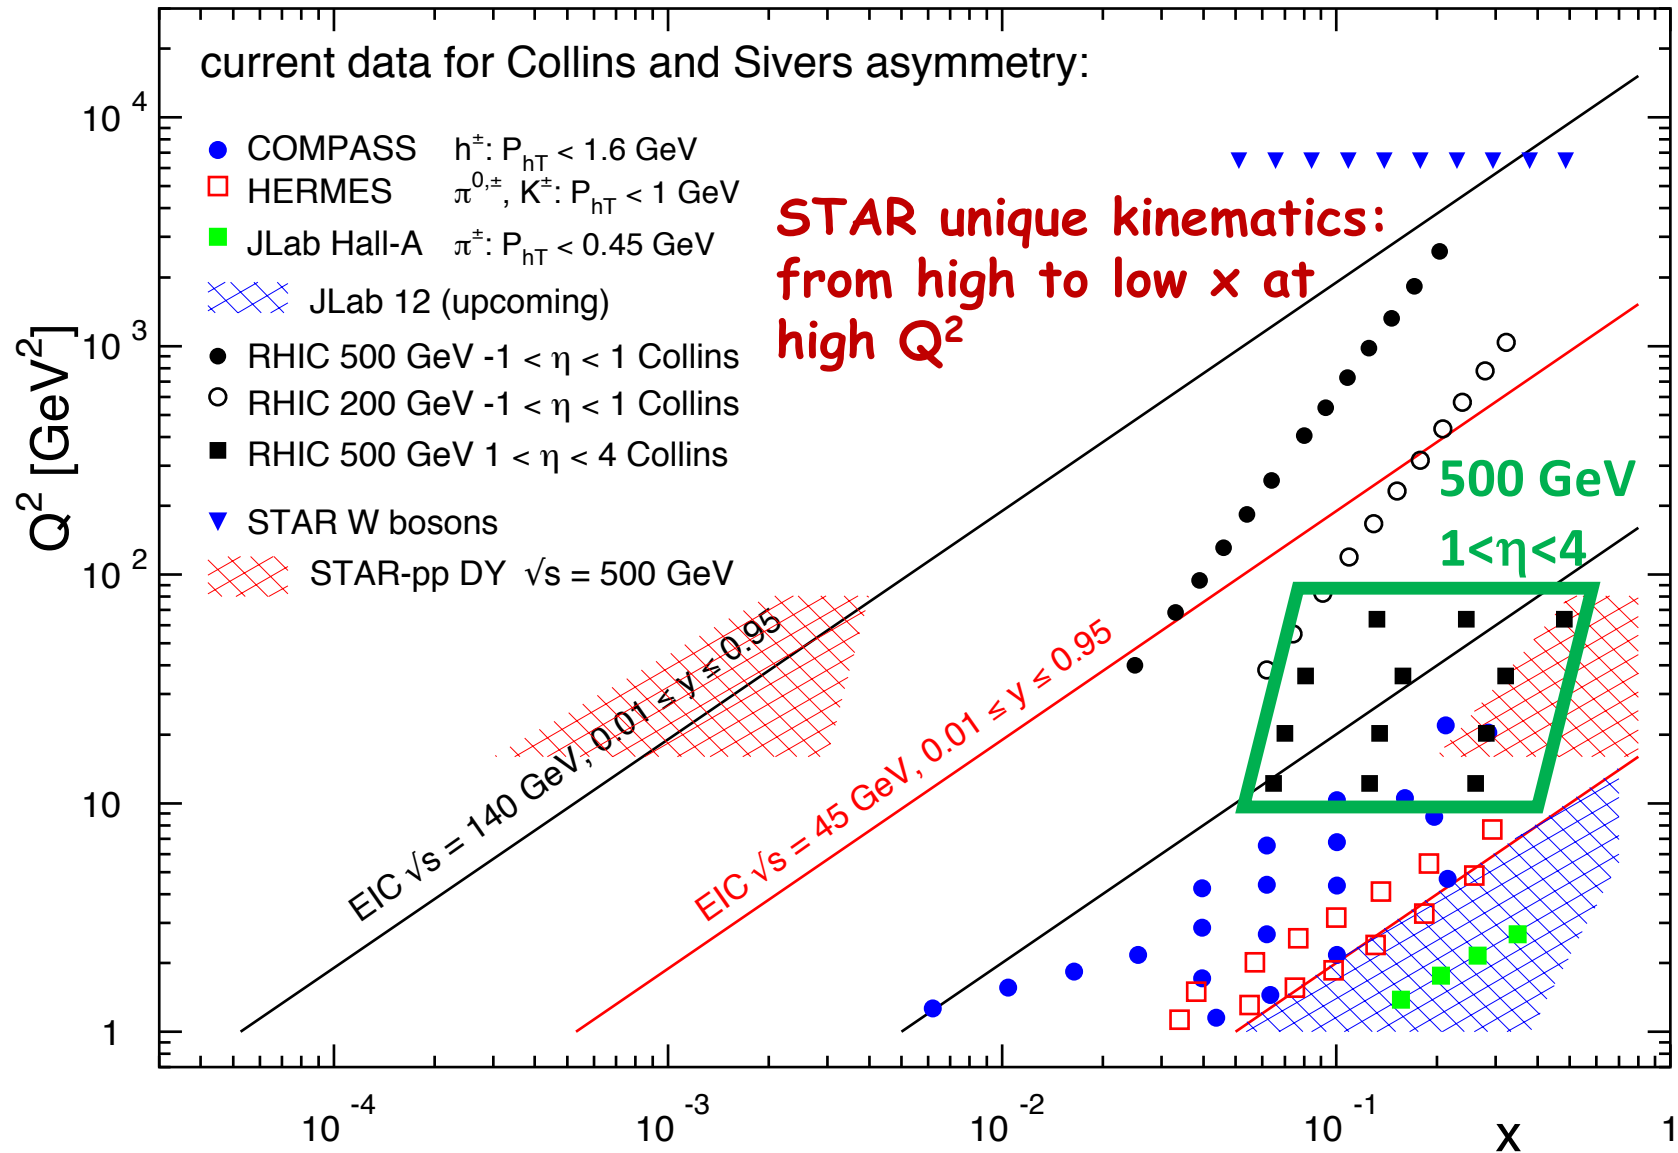 current data for Collins and Sivers asymmetry:
COMPASS h±: PhT < 1.6 GeV
HERMES π0,±, K±: PhT < 1 GeV
JLab Hall-A π±: PhT < 0.45 GeV
JLab 12 (upcoming)
RHIC 500 GeV -1 < η < 1 Collins
RHIC 200 GeV -1 < η < 1 Collins
RHIC 500 GeV 1 < η < 4 Collins
STAR W bosons
STAR-pp DY √s = 500 GeV
STAR unique kinematics:
from high to low x at
high Q²
500 GeV
1<η<4
EIC √s = 140 GeV, 0.01 ≤ y ≤ 0.95
EIC √s = 45 GeV, 0.01 ≤ y ≤ 0.95
Q² [GeV²]
10⁴
10³
10²
10
1
10⁻⁴
10⁻³
10⁻²
10⁻¹
1
x